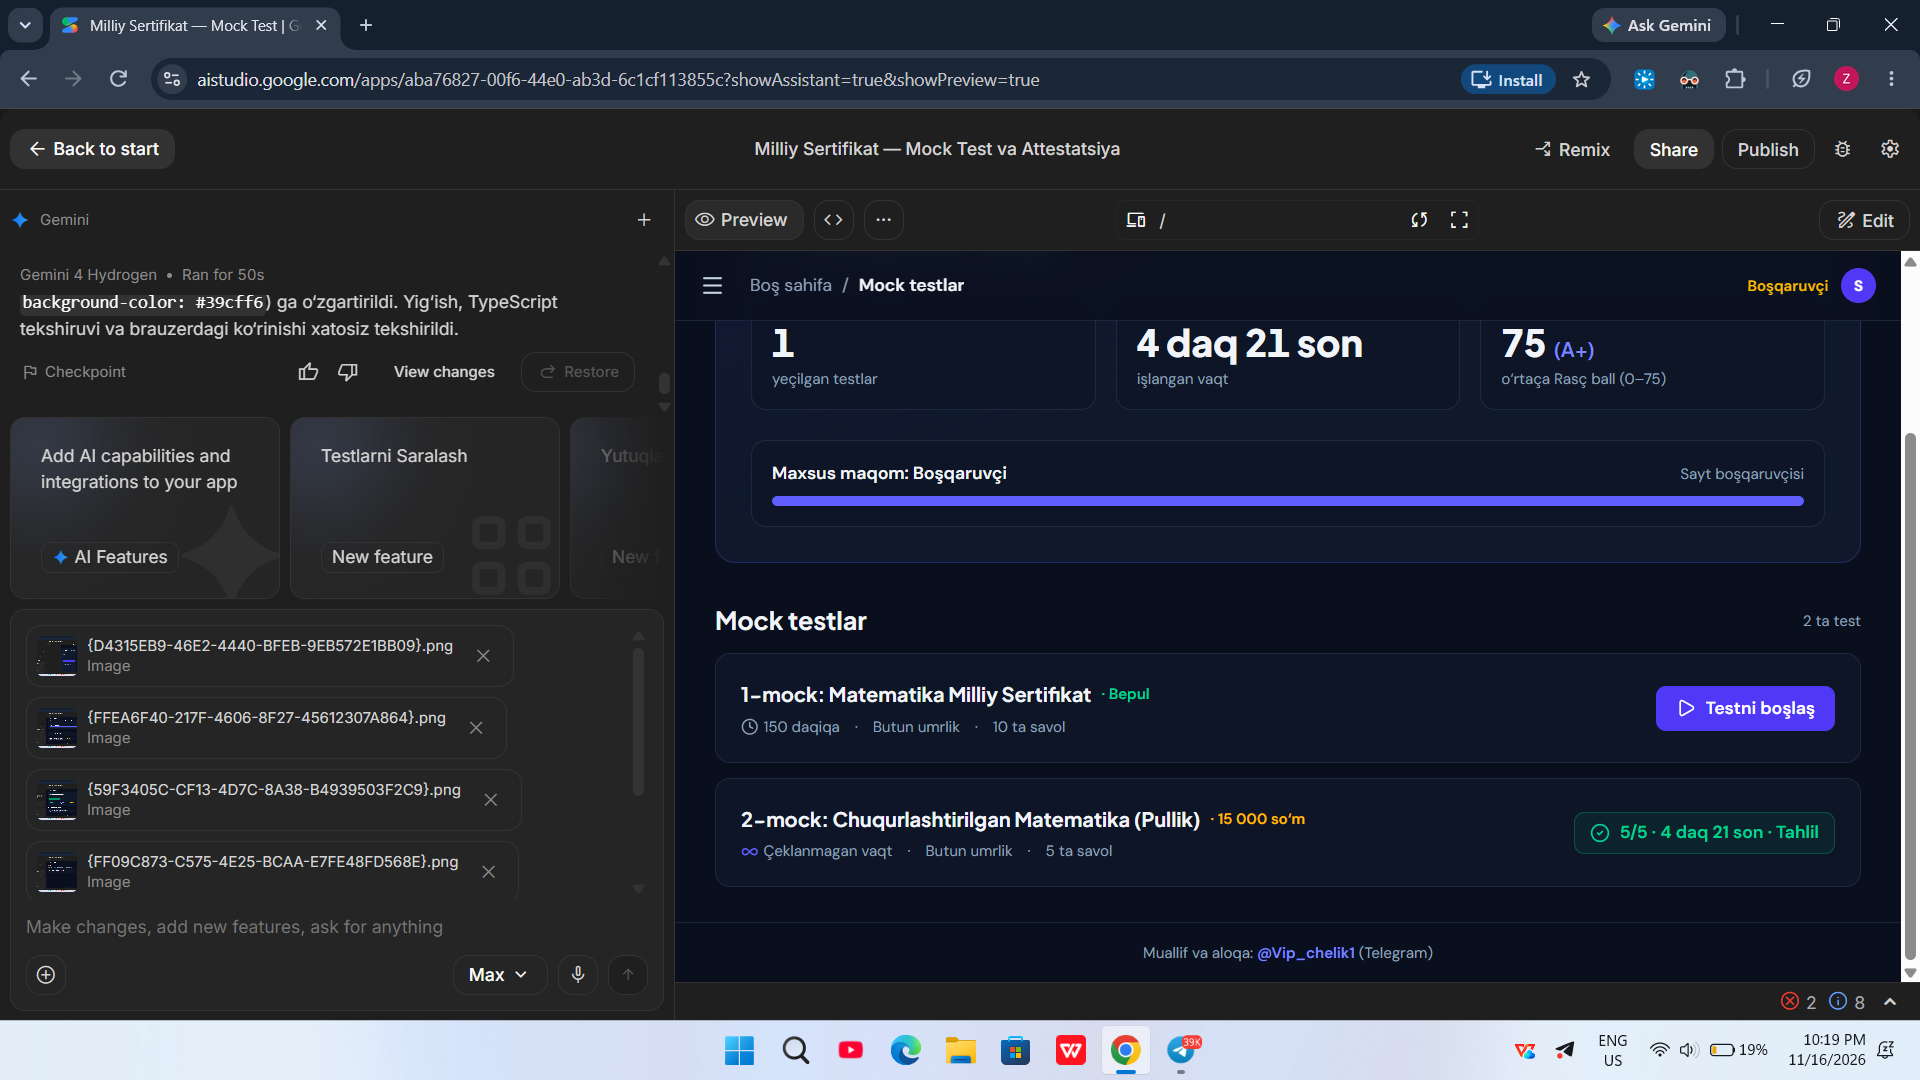 Milliy Sertifikat — Mock Test | G
Ask Gemini
aistudio.google.com/apps/aba76827-00f6-44e0-ab3d-6c1cf113855c?showAssistant=true&showPreview=true
Install
Z
Back to start
Milliy Sertifikat — Mock Test va Attestatsiya
Remix
Share
Publish
Gemini
Preview
/
Edit
Gemini 4 Hydrogen • Ran for 50s
background-color: #39cff6) ga oʻzgartirildi. Yigʻish, TypeScript
tekshiruvi va brauzerdagi koʻrinishi xatosiz tekshirildi.
Checkpoint
View changes
Restore
Add AI capabilities and
integrations to your app
AI Features
Testlarni Saralash
New feature
Yutuqla
New f
{D4315EB9-46E2-4440-BFEB-9EB572E1BB09}.png
Image
{FFEA6F40-217F-4606-8F27-45612307A864}.png
Image
{59F3405C-CF13-4D7C-8A38-B4939503F2C9}.png
Image
{FF09C873-C575-4E25-BCAA-E7FE48FD568E}.png
Image
Make changes, add new features, ask for anything
Max
Boş sahifa / Mock testlar
Boşqaruvçi
S
1
yeçilgan testlar
4 daq 21 son
işlangan vaqt
75 (A+)
oʻrtaça Rasç ball (0–75)
Maxsus maqom: Boşqaruvçi
Sayt boşqaruvçisi
Mock testlar
2 ta test
1-mock: Matematika Milliy Sertifikat · Bepul
150 daqiqa · Butun umrlik · 10 ta savol
Testni boşlaş
2-mock: Chuqurlashtirilgan Matematika (Pullik) · 15 000 soʻm
Çeklanmagan vaqt · Butun umrlik · 5 ta savol
5/5 · 4 daq 21 son · Tahlil
Muallif va aloqa: @Vip_chelik1 (Telegram)
2
8
39K
ENG
US
19%
10:19 PM
11/16/2026